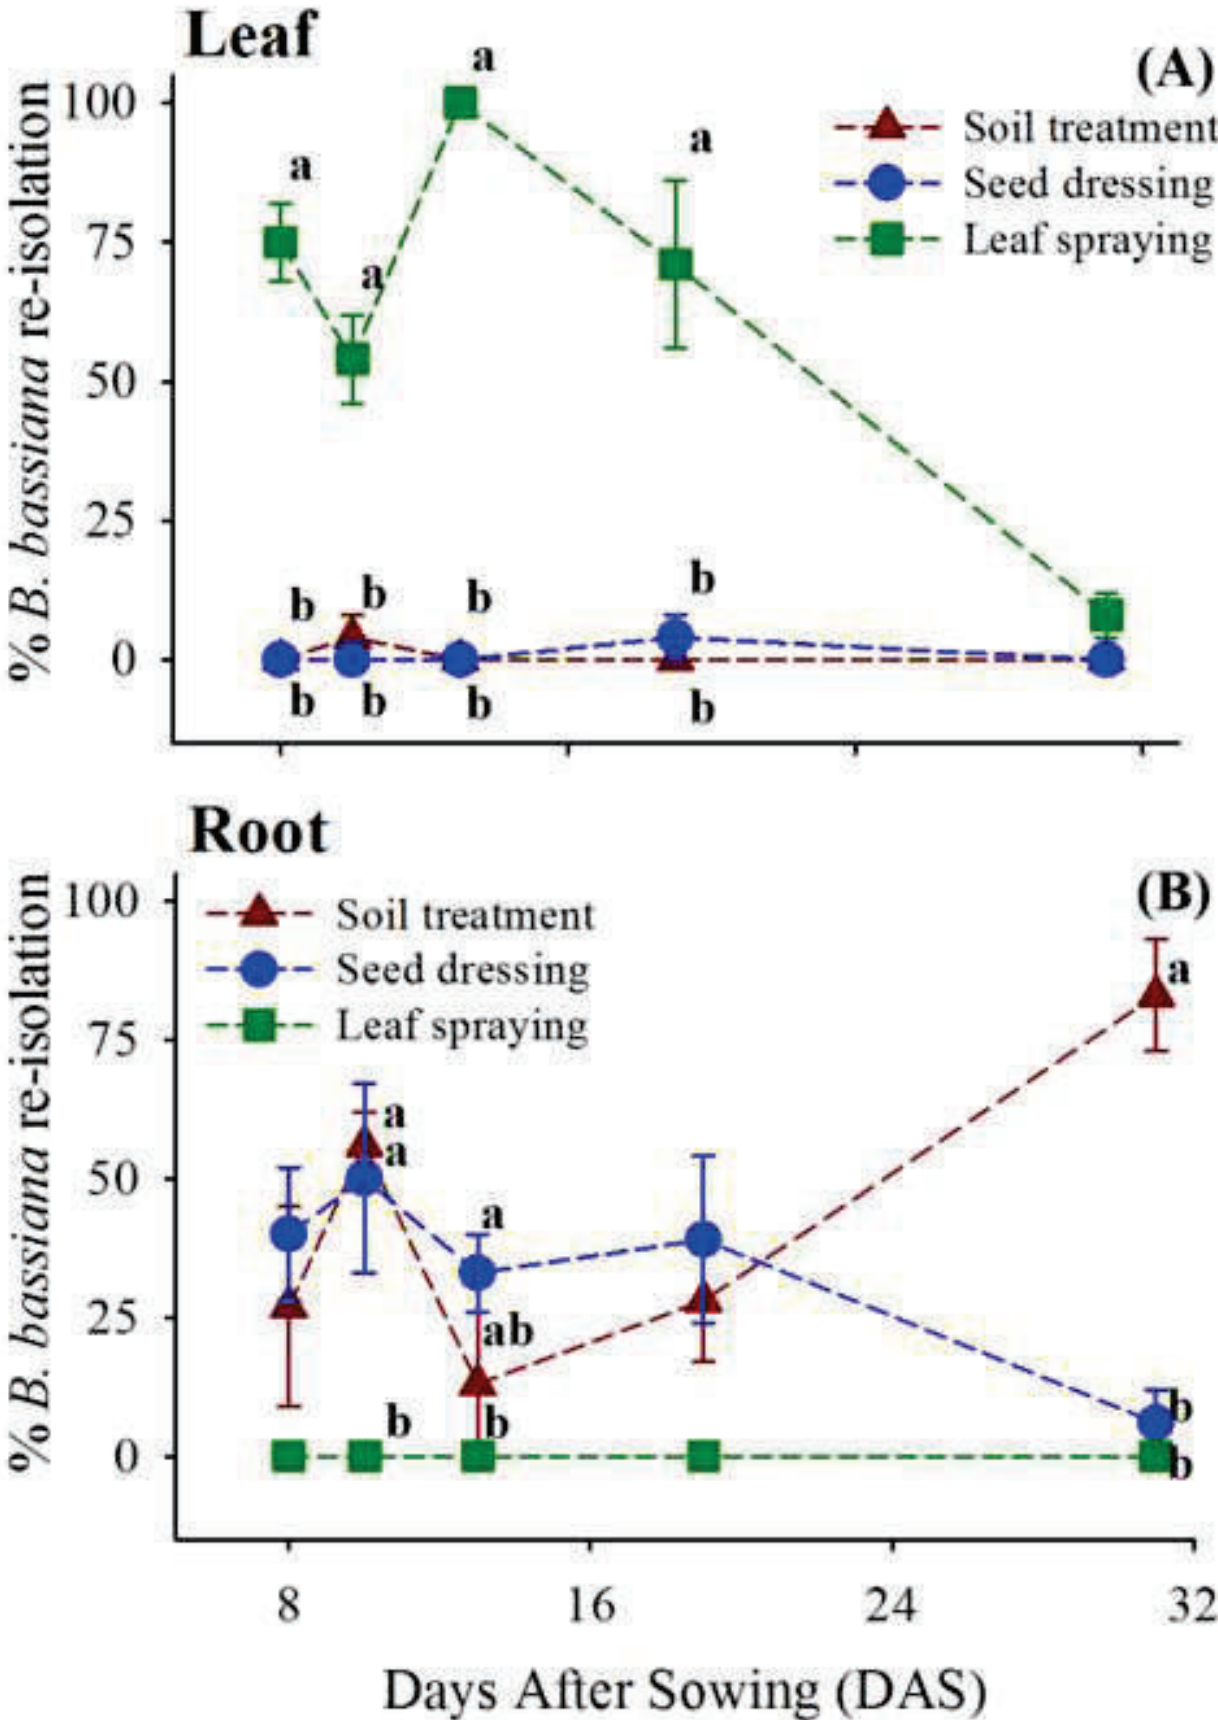 Leaf
(A)
% B. bassiana re-isolation
100
75
50
25
0
Soil treatment
Seed dressing
Leaf spraying
a
a
a
a
b
b
b
b
b
b
b
b
Root
(B)
% B. bassiana re-isolation
100
75
50
25
0
Soil treatment
Seed dressing
Leaf spraying
a
a
a
a
ab
b
b
b
b
8 16 24 32
Days After Sowing (DAS)